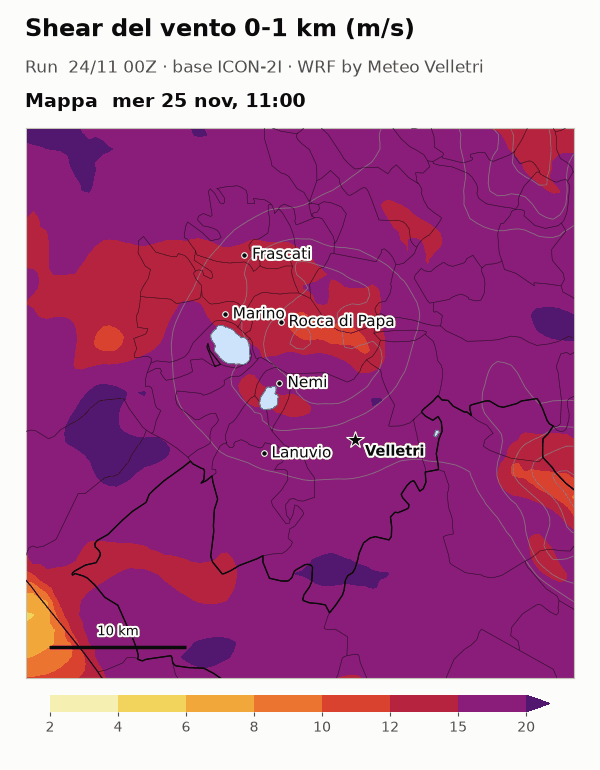 Shear del vento 0-1 km (m/s)
Run  24/11 00Z · base ICON-2I · WRF by Meteo Velletri
Mappa  mer 25 nov, 11:00
Frascati
Marino
Rocca di Papa
Nemi
Velletri
Lanuvio
10 km
2 4 6 8 10 12 15 20